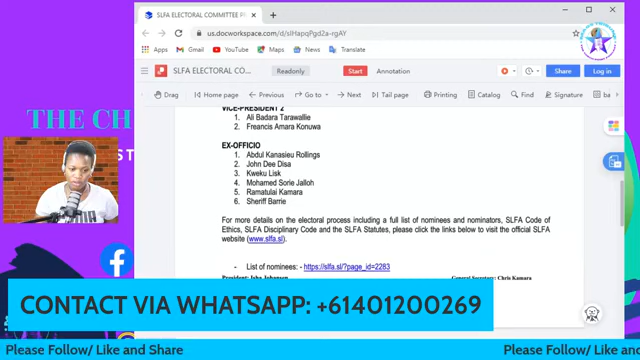 SLFA ELECTORAL COMMITTEE P
us.docworkspace.com/d/slHapqPgd2a-rgAY
Apps
Gmail
YouTube
Maps
News
Translate
SLFA ELECTORAL CO...
Readonly
Start
Annotation
Share
Log in
Drag
Home page
Previous
Go to
Next
Tail page
Printing
Catalog
Find
Signature
ba
THE CH
ST
VICE-PRESIDENT 2
1. Ali Badara Tarawallie
2. Freancis Amara Konuwa
EX-OFFICIO
1 Abdul Kanasieu Rollings
2 John Dee Disa
3 Kweku Lisk
4 Mohamed Sorie Jalloh
5 Ramatulai Kamara
6 Sheriff Barrie
For more details on the electoral process including a full list of nominees and nominators, SLFA Code of
Ethics, SLFA Disciplinary Code and the SLFA Statutes, please click the links below to visit the official SLFA
website (www.slfa.sl).
- List of nominees: - https://slfa.sl/?page_id=2283
President: Isha Johansen
General Secretary: Chris Kamara
CONTACT VIA WHATSAPP: +61401200269
Please Follow/ Like and Share
Please Follow/ Like and